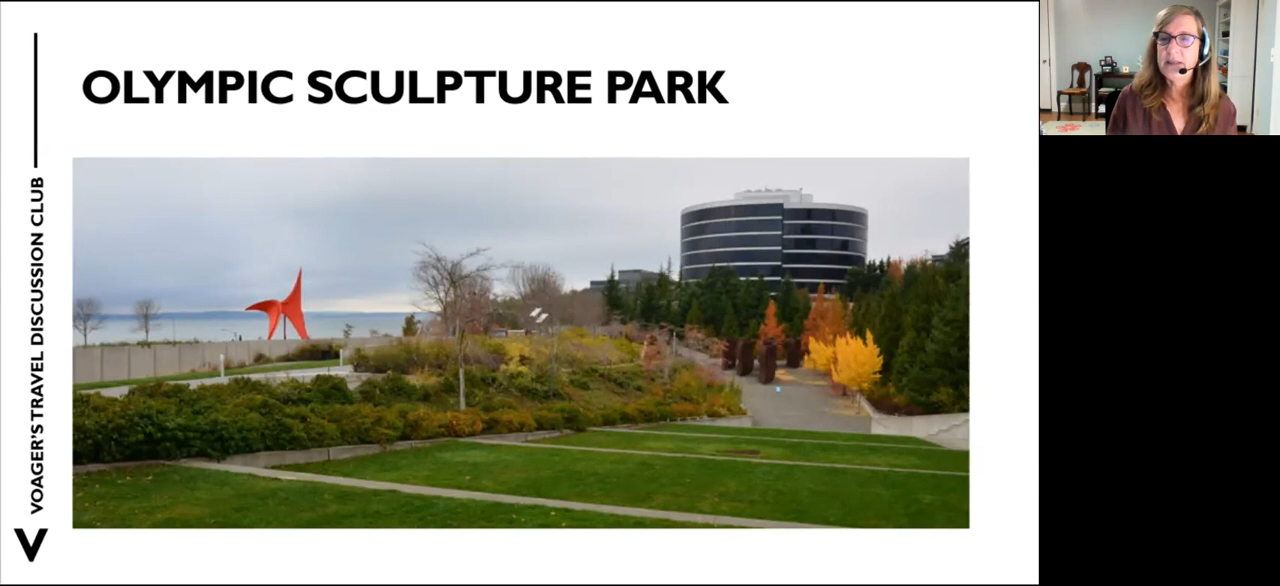 OLYMPIC SCULPTURE PARK
VOAGER'S TRAVEL DISCUSSION CLUB
V